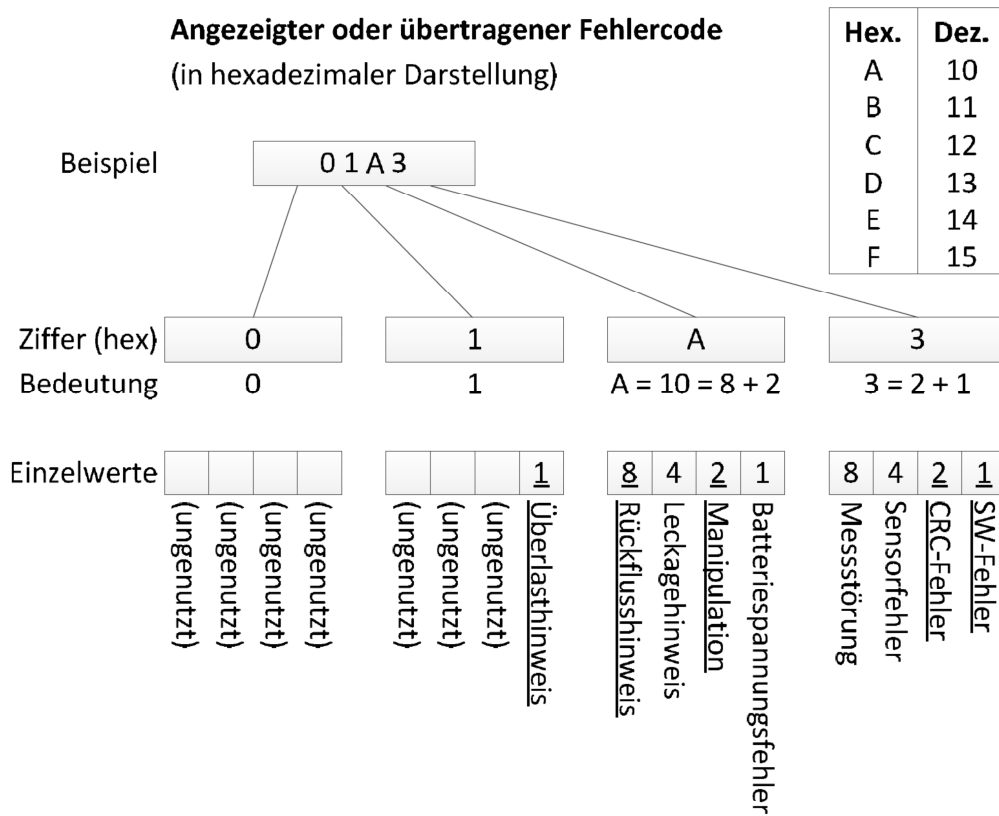 Angezeigter oder übertragener Fehlercode
(in hexadezimaler Darstellung)
Hex. Dez.
A 10
B 11
C 12
D 13
E 14
F 15
Beispiel 0 1 A 3
Ziffer (hex) 0 1 A 3
Bedeutung 0 1 A = 10 = 8 + 2 3 = 2 + 1
Einzelwerte 1 8 4 2 1 8 4 2 1
(ungenutzt)
(ungenutzt)
(ungenutzt)
(ungenutzt)
(ungenutzt)
(ungenutzt)
(ungenutzt)
Überlasthinweis
Rückflusshinweis
Leckagehinweis
Manipulation
Batteriespannungsfehler
Messstörung
Sensorfehler
CRC-Fehler
SW-Fehler